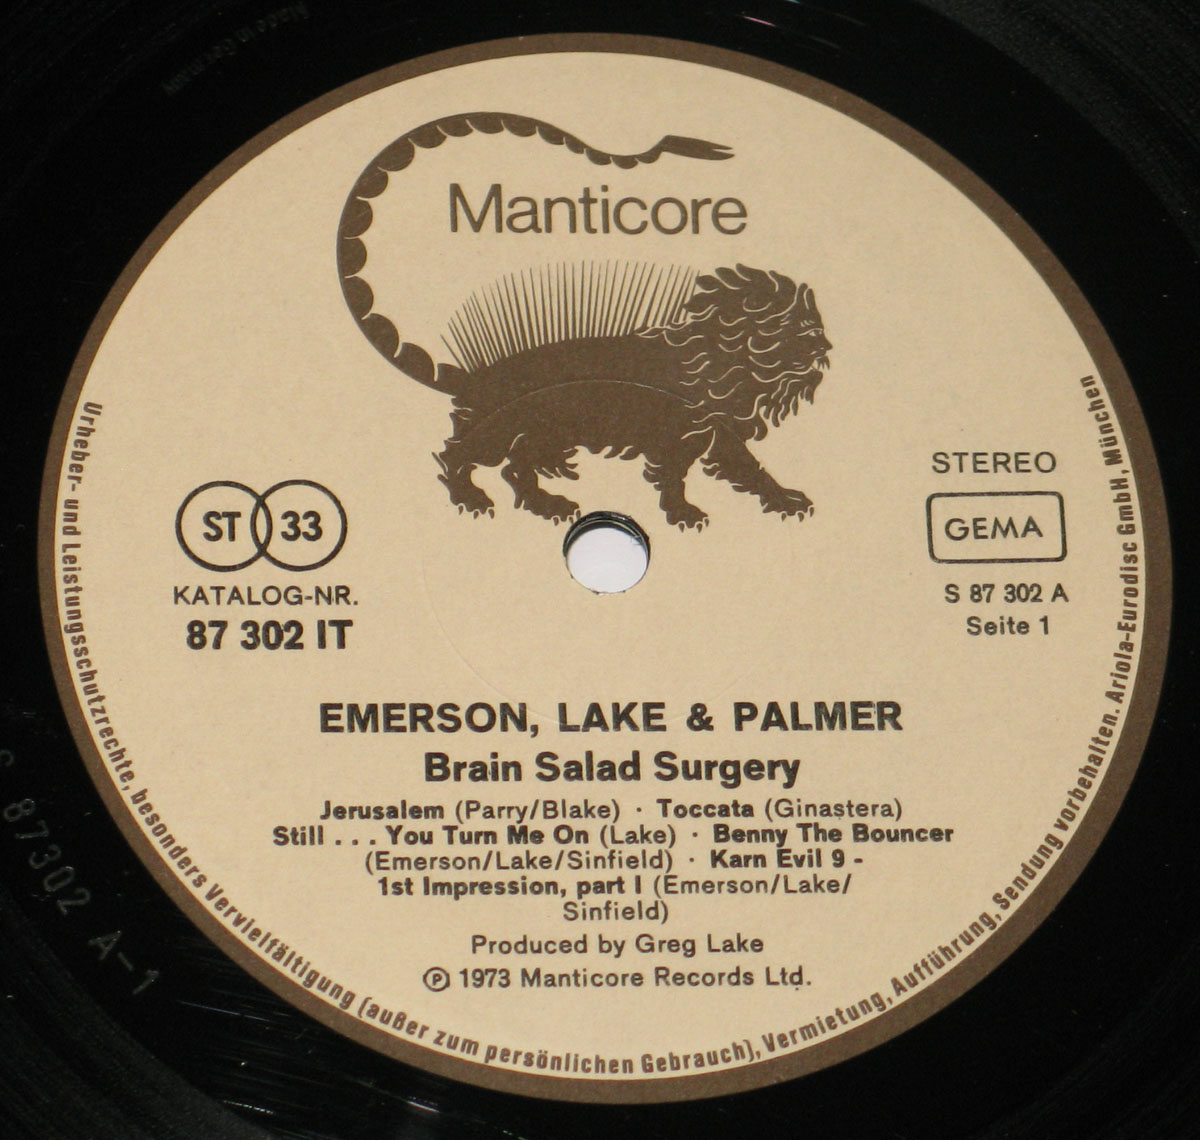 Manticore
STEREO
ST 33
GEMA
KATALOG-NR.
87 302 IT
S 87 302 A
Seite 1
EMERSON, LAKE & PALMER
Brain Salad Surgery
Jerusalem (Parry/Blake) · Toccata (Ginastera)
Still . . . You Turn Me On (Lake) · Benny The Bouncer
(Emerson/Lake/Sinfield) · Karn Evil 9 -
1st Impression, part I (Emerson/Lake/
Sinfield)
Produced by Greg Lake
℗ 1973 Manticore Records Ltd.
Urheber- und Leistungsschutzrechte, besonders Vervielfältigung (außer zum persönlichen Gebrauch), Vermietung, Aufführung, Sendung vorbehalten. Ariola-Eurodisc GmbH, München
87302 A-1